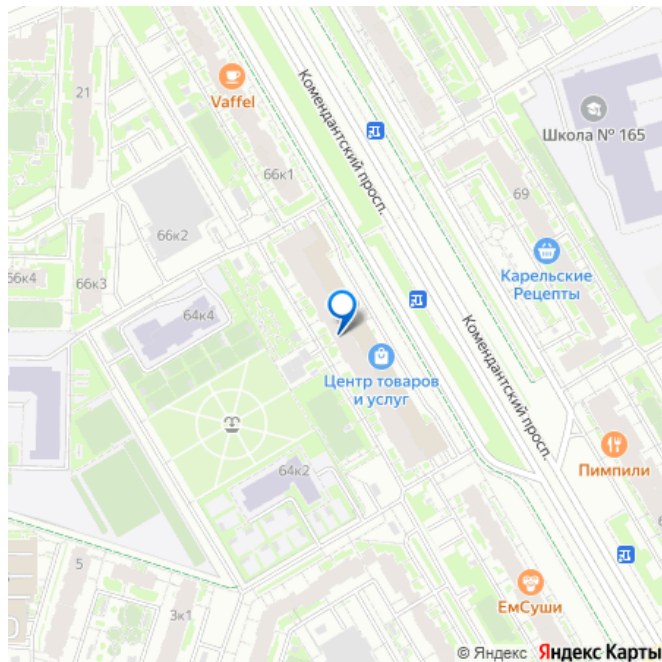 21
Vaffel
Комендантский просп.
Школа № 165
66к1
69
66к2
Карельские
Рецепты
66к4
66к3
64к4
Центр товаров
и услуг
Комендантский просп.
Пимпили
64к2
5
3к1
ЕмСуши
© Яндекс Яндекс Карты